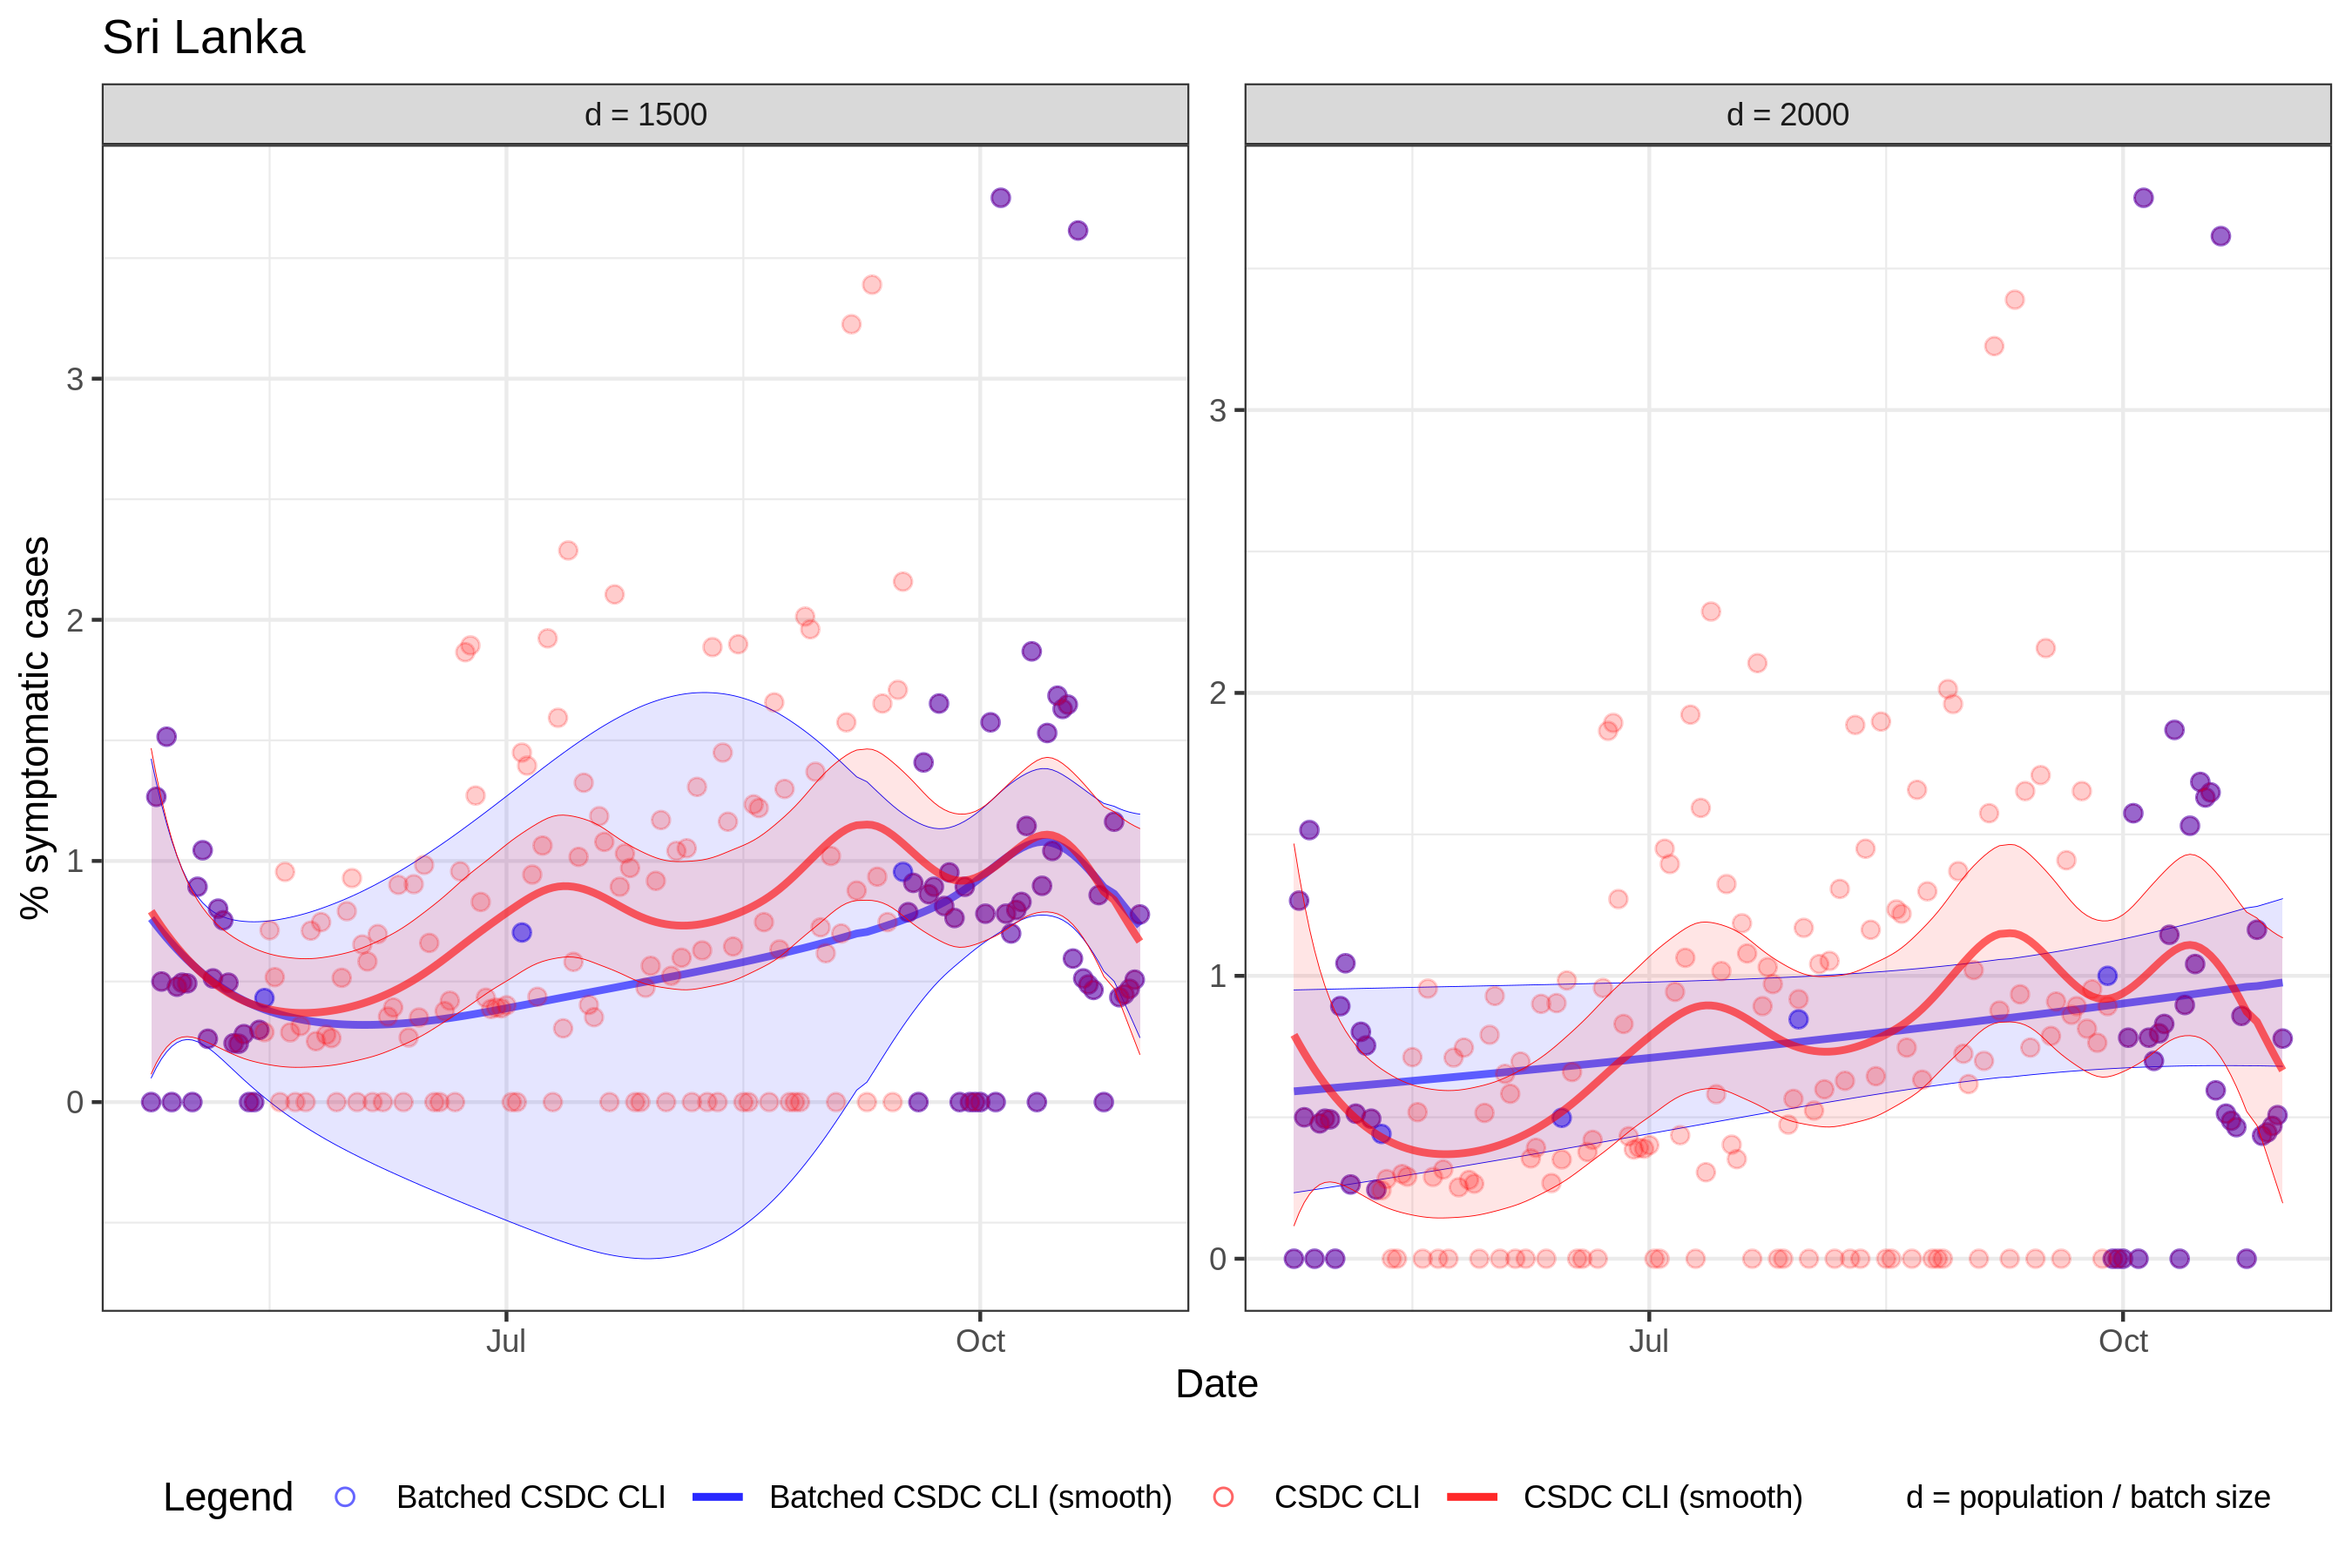 Sri Lanka
d = 1500
d = 2000
% symptomatic cases
3
2
1
0
3
2
1
0
Jul
Oct
Jul
Oct
Date
Legend
Batched CSDC CLI
Batched CSDC CLI (smooth)
CSDC CLI
CSDC CLI (smooth)
d = population / batch size